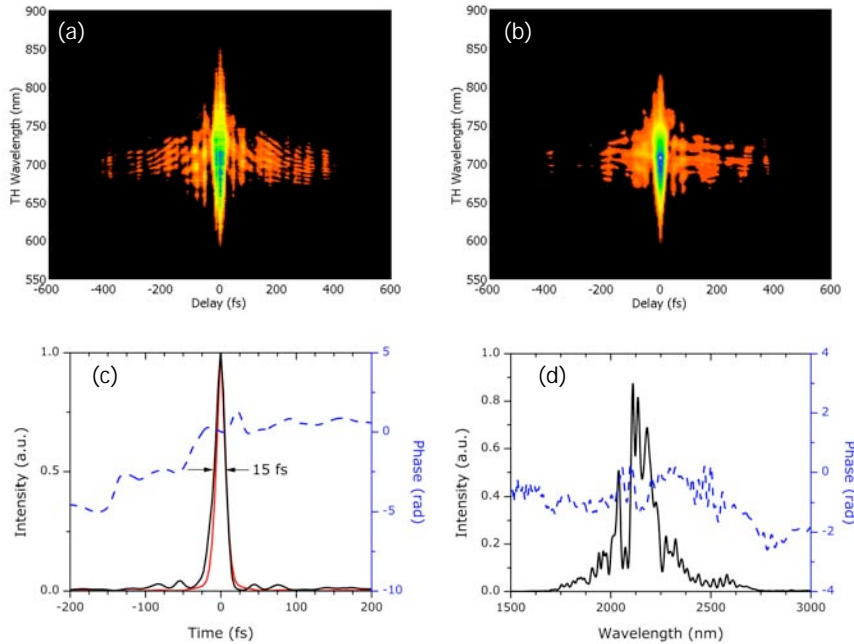 (a)
900
850
800
750
700
650
600
550
TH Wavelength (nm)
-600 -400 -200 0 200 400 600
Delay (fs)
(b)
900
850
800
750
700
650
600
550
TH Wavelength (nm)
-600 -400 -200 0 200 400 600
Delay (fs)
(c)
1.0
0.5
0.0
Intensity (a.u.)
15 fs
5
0
-5
-10
Phase (rad)
-200 -100 0 100 200
Time (fs)
(d)
1.0
0.8
0.6
0.4
0.2
0.0
Intensity (a.u.)
4
2
0
-2
-4
Phase (rad)
1500 2000 2500 3000
Wavelength (nm)